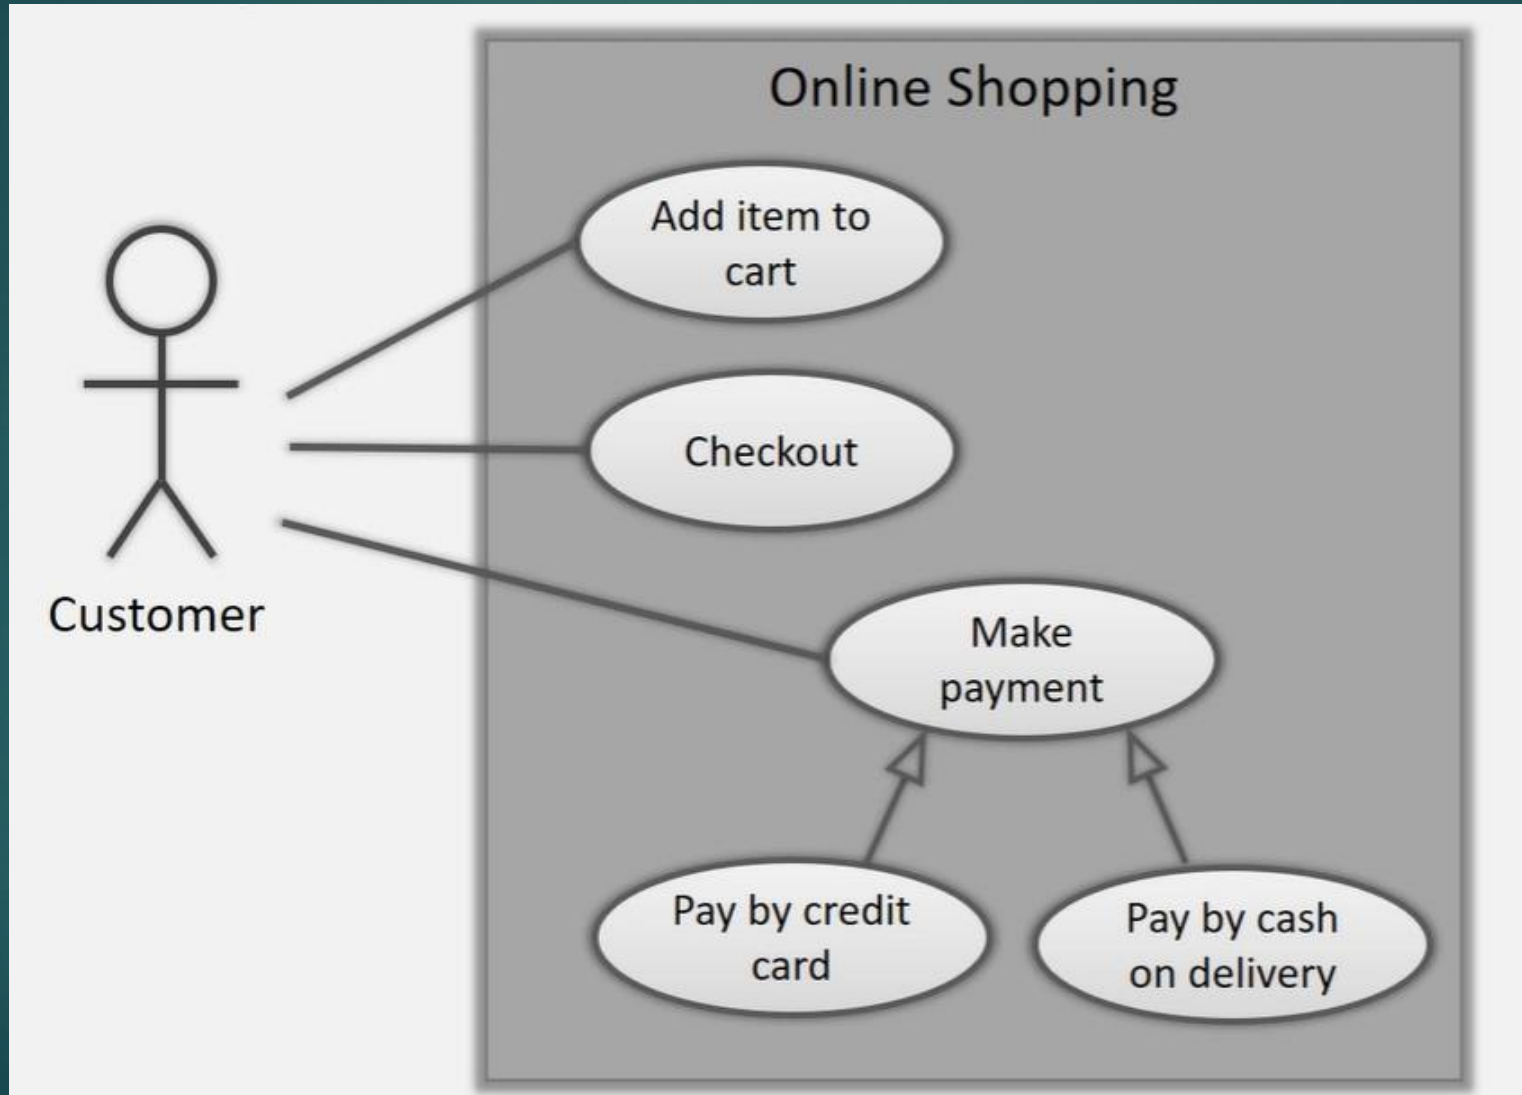 Online Shopping
Add item to
cart
Checkout
Customer
Make
payment
Pay by credit
card
Pay by cash
on delivery